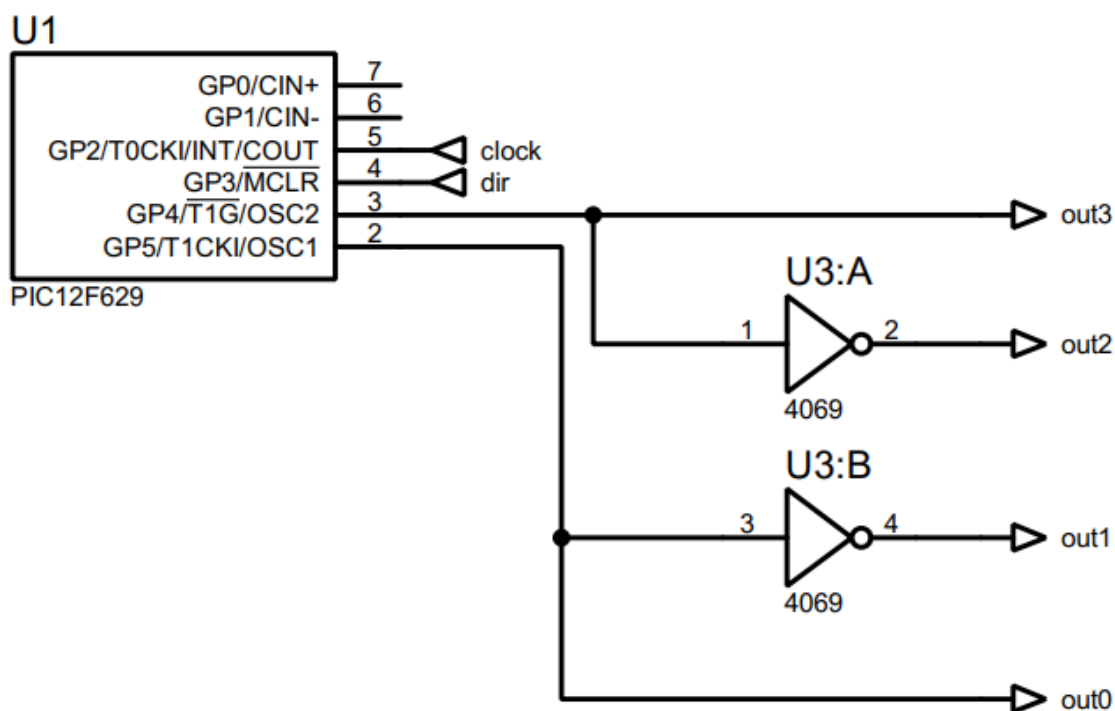 U1
GP0/CIN+ 7
GP1/CIN- 6
GP2/T0CKI/INT/COUT 5 clock
GP3/MCLR 4 dir
GP4/T1G/OSC2 3 out3
GP5/T1CKI/OSC1 2
PIC12F629
U3:A
1 2 out2
4069
U3:B
3 4 out1
4069
out0